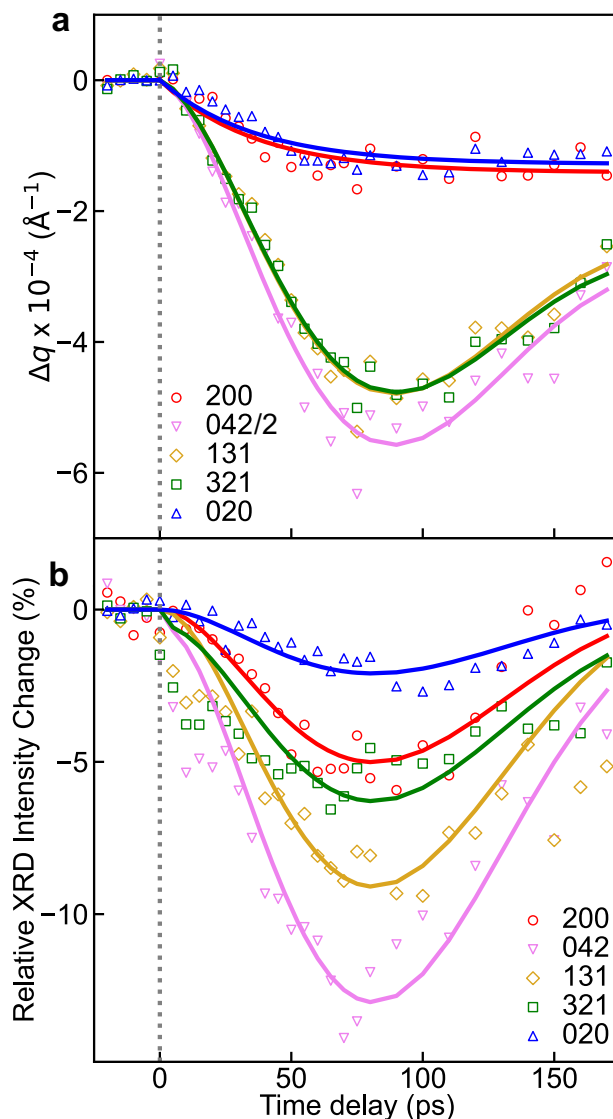 a
0
−2
−4
−6
Δq x 10⁻⁴ (Å⁻¹)
200
042/2
131
321
020
b
0
−5
−10
Relative XRD Intensity Change (%)
200
042
131
321
020
0 50 100 150
Time delay (ps)